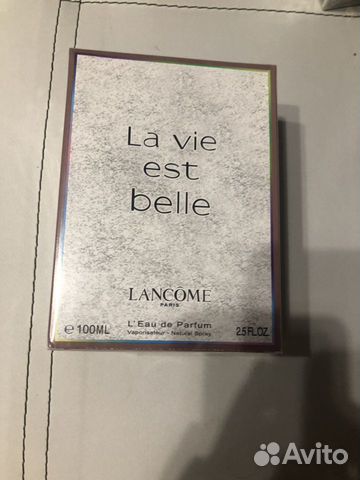 La vie
est
belle
LANCOME
PARIS
e 100ML L'Eau de Parfum 2.5 FL.OZ.
Vaporisateur - Natural Spray
Avito